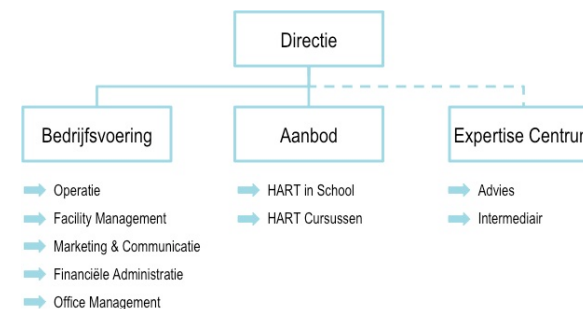 Directie
Bedrijfsvoering
Aanbod
Expertise
Operatie
Facility Management
Marketing & Communicatie
Financiële Administratie
Office Management
HART in School
HART Cursussen
Advies
Intermediair